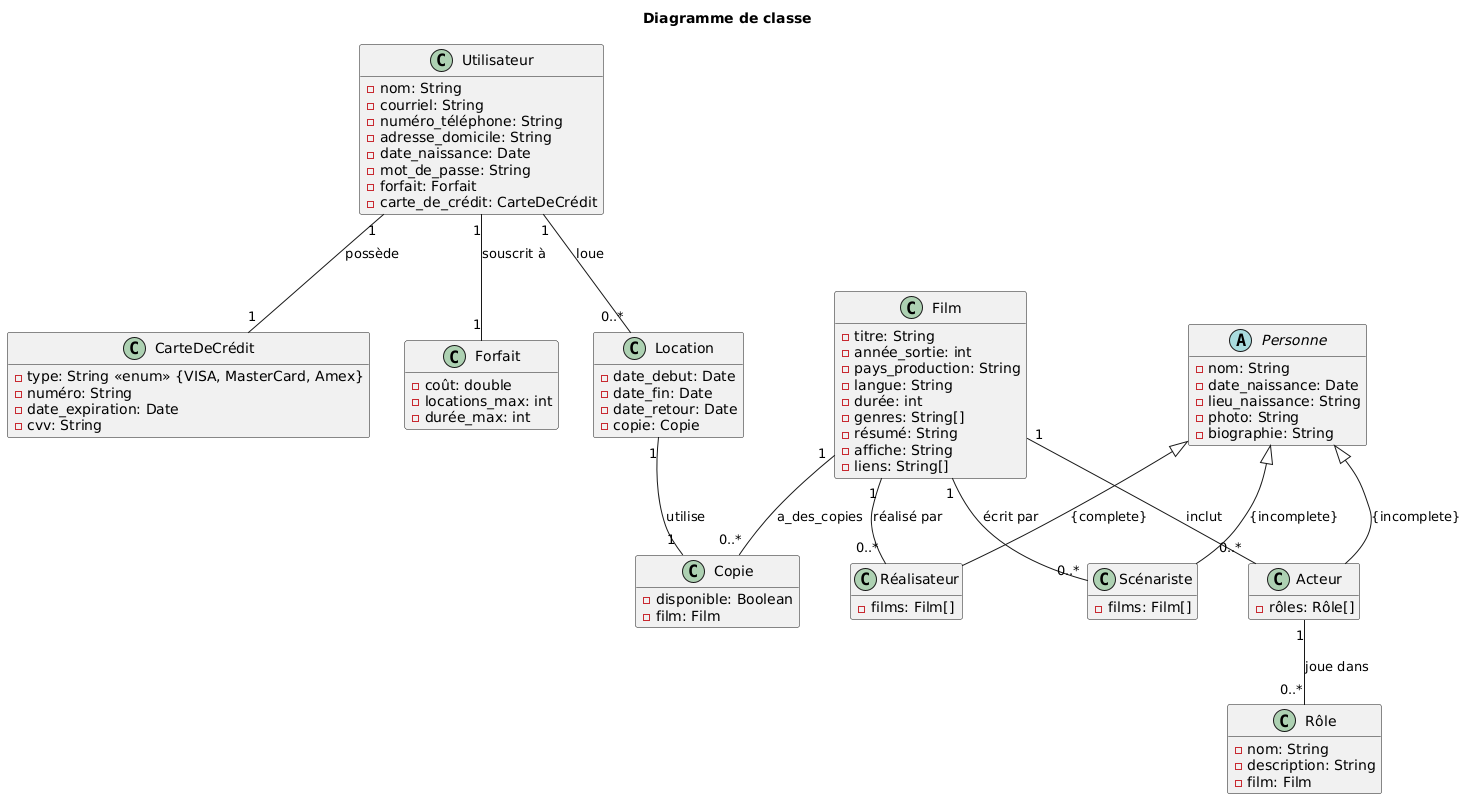 Diagramme de classe
C Utilisateur
nom: String
courriel: String
numéro_téléphone: String
adresse_domicile: String
date_naissance: Date
mot_de_passe: String
forfait: Forfait
carte_de_crédit: CarteDeCrédit
1
1
1
possède
souscrit à
loue
1
1
0..*
C CarteDeCrédit
type: String «enum» {VISA, MasterCard, Amex}
numéro: String
date_expiration: Date
cvv: String
C Forfait
coût: double
locations_max: int
durée_max: int
C Location
date_debut: Date
date_fin: Date
date_retour: Date
copie: Copie
C Film
titre: String
année_sortie: int
pays_production: String
langue: String
durée: int
genres: String[]
résumé: String
affiche: String
liens: String[]
A Personne
nom: String
date_naissance: Date
lieu_naissance: String
photo: String
biographie: String
1
1
1
1
1
utilise
a_des_copies
réalisé par
écrit par
{complete}
inclut
{incomplete}
{incomplete}
1
0..*
0..*
0..*
0..*
C Copie
disponible: Boolean
film: Film
C Réalisateur
films: Film[]
C Scénariste
films: Film[]
C Acteur
rôles: Rôle[]
1
joue dans
0..*
C Rôle
nom: String
description: String
film: Film